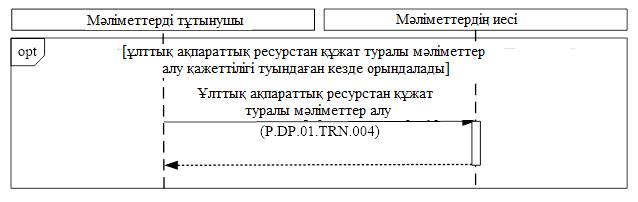 Мәліметтерді тұтынушы
Мәліметтердің иесі
opt
[ұлттық ақпараттық ресурстан құжат туралы мәліметтер
алу қажеттілігі туындаған кезде орындалады]
Ұлттық ақпараттық ресурстан құжат
туралы мәліметтер алу
(P.DP.01.TRN.004)